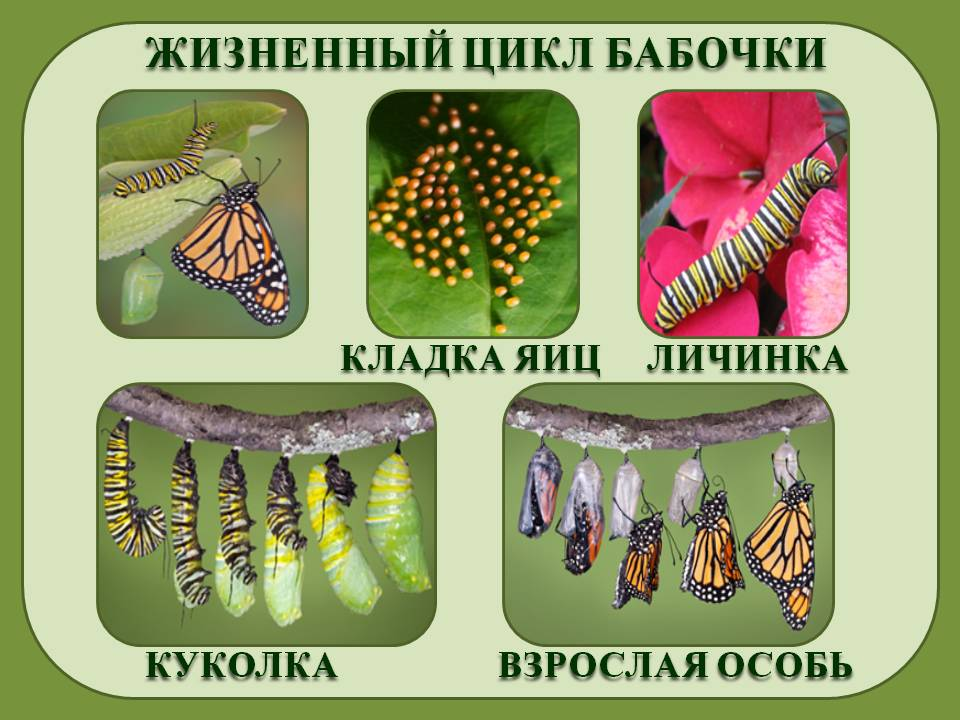 ЖИЗНЕННЫЙ ЦИКЛ БАБОЧКИ
КЛАДКА ЯИЦ
ЛИЧИНКА
КУКОЛКА
ВЗРОСЛАЯ ОСОБЬ